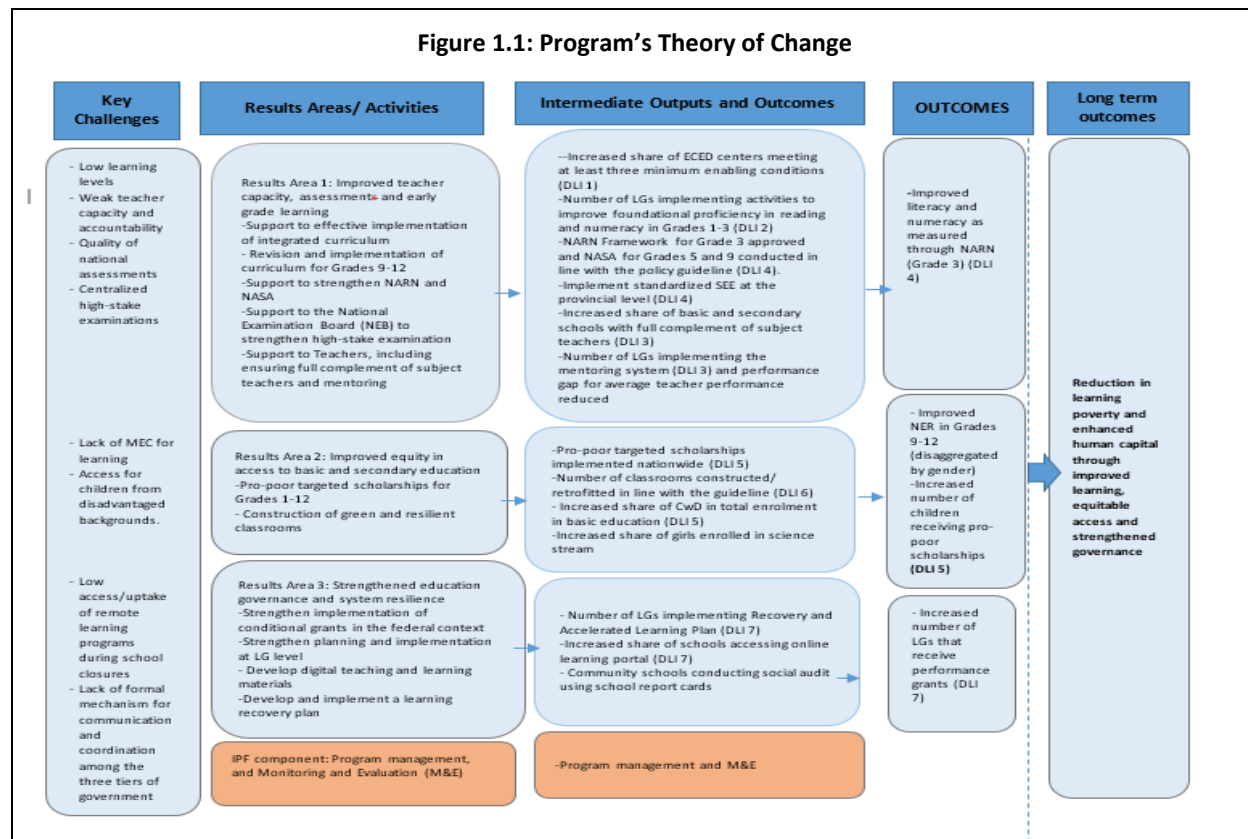 Figure 1.1: Program's Theory of Change
Key
Challenges
Results Areas/ Activities
Intermediate Outputs and Outcomes
OUTCOMES
Long term
outcomes
- Low learning
levels
- Weak teacher
capacity and
accountability
- Quality of
national
assessments
- Centralized
high-stake
examinations
- Lack of MEC for
learning
- Access for
children from
disadvantaged
backgrounds.
- Low
access/uptake
of remote
learning
programs
during school
closures
- Lack of formal
mechanism for
communication
and
coordination
among the
three tiers of
government
Results Area 1: Improved teacher
capacity, assessments and early
grade learning
-Support to effective implementation
of integrated curriculum
- Revision and implementation of
curriculum for Grades 9-12
-Support to strengthen NARN and
NASA
-Support to the National
Examination Board (NEB) to
strengthen high-stake examination
-Support to Teachers, including
ensuring full complement of subject
teachers and mentoring
Results Area 2: Improved equity in
access to basic and secondary education
-Pro-poor targeted scholarships for
Grades 1-12
- Construction of green and resilient
classrooms
Results Area 3: Strengthened education
governance and system resilience
-Strengthen implementation of
conditional grants in the federal context
-Strengthen planning and implementation
at LG level
- Develop digital teaching and learning
materials
-Develop and implement a learning
recovery plan
IPF component: Program management,
and Monitoring and Evaluation (M&E)
--Increased share of ECED centers meeting
at least three minimum enabling conditions
(DLI 1)
-Number of LGs implementing activities to
improve foundational proficiency in reading
and numeracy in Grades 1-3 (DLI 2)
-NARN Framework for Grade 3 approved
and NASA for Grades 5 and 9 conducted in
line with the policy guideline (DLI 4).
-Implement standardized SEE at the
provincial level (DLI 4)
-Increased share of basic and secondary
schools with full complement of subject
teachers (DLI 3)
-Number of LGs implementing the
mentoring system (DLI 3) and performance
gap for average teacher performance
reduced
-Pro-poor targeted scholarships
implemented nationwide (DLI 5)
-Number of classrooms constructed/
retrofitted in line with the guideline (DLI 6)
- Increased share of CwD in total enrolment
in basic education (DLI 5)
-Increased share of girls enrolled in science
stream
- Number of LGs implementing Recovery and
Accelerated Learning Plan (DLI 7)
-Increased share of schools accessing online
learning portal (DLI 7)
- Community schools conducting social audit
using school report cards
-Program management and M&E
-Improved
literacy and
numeracy as
measured
through NARN
(Grade 3) (DLI
4)
- Improved
NER in Grades
9-12
(disaggregated
by gender)
-Increased
number of
children
receiving pro-
poor
scholarships
(DLI 5)
- Increased
number of
LGs that
receive
performance
grants (DLI
7)
Reduction in
learning
poverty and
enhanced
human capital
through
improved
learning,
equitable
access and
strengthened
governance